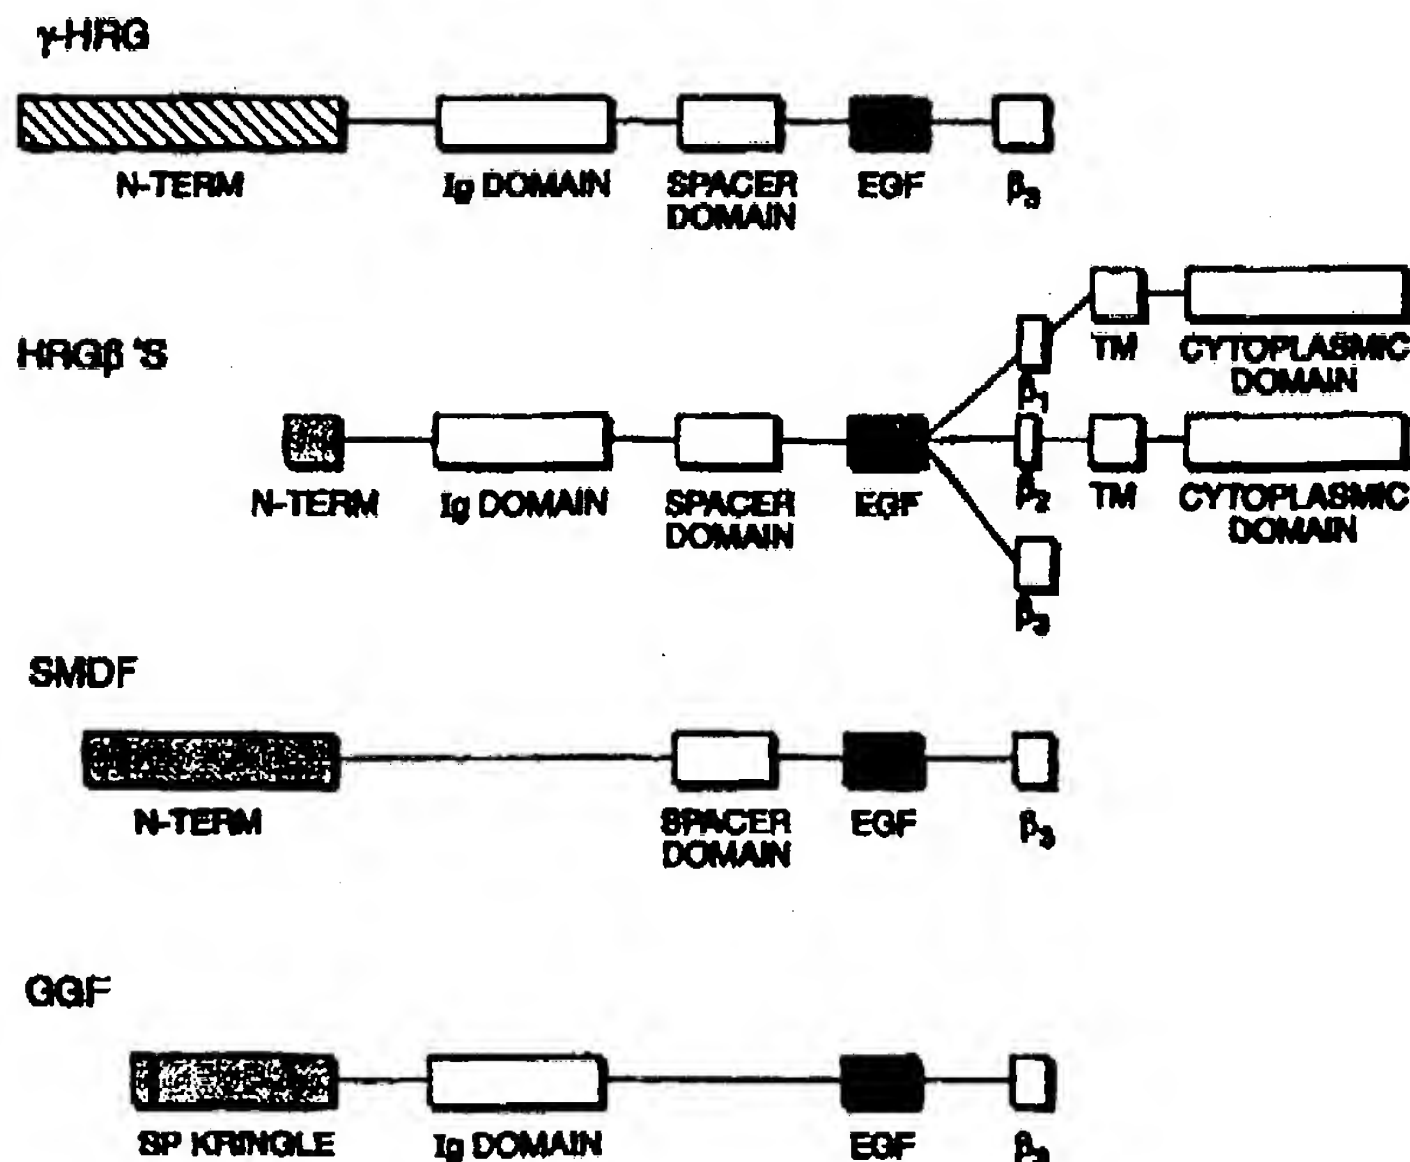 γ-HRG
N-TERM Ig DOMAIN SPACER DOMAIN EGF β3
HRGβ'S
TM CYTOPLASMIC DOMAIN
β1
N-TERM Ig DOMAIN SPACER DOMAIN EGF β2 TM CYTOPLASMIC DOMAIN
β3
SMDF
N-TERM SPACER DOMAIN EGF β3
GGF
SP KRINGLE Ig DOMAIN EGF β3